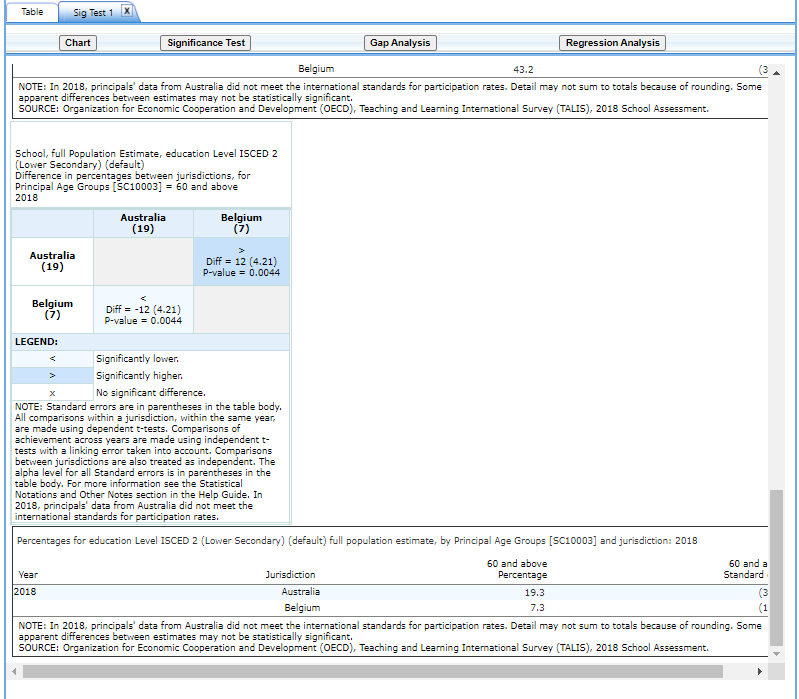 Table
Sig Test 1 X
Chart
Significance Test
Gap Analysis
Regression Analysis
Belgium 43.2 (3
NOTE: In 2018, principals' data from Australia did not meet the international standards for participation rates. Detail may not sum to totals because of rounding. Some
apparent differences between estimates may not be statistically significant.
SOURCE: Organization for Economic Cooperation and Development (OECD), Teaching and Learning International Survey (TALIS), 2018 School Assessment.
School, full Population Estimate, education Level ISCED 2
(Lower Secondary) (default)
Difference in percentages between jurisdictions, for
Principal Age Groups [SC10003] = 60 and above
2018
Australia
(19)
Belgium
(7)
Australia
(19)
>
Diff = 12 (4.21)
P-value = 0.0044
Belgium
(7)
<
Diff = -12 (4.21)
P-value = 0.0044
LEGEND:
< Significantly lower.
> Significantly higher.
x No significant difference.
NOTE: Standard errors are in parentheses in the table body.
All comparisons within a jurisdiction, within the same year,
are made using dependent t-tests. Comparisons of
achievement across years are made using independent t-
tests with a linking error taken into account. Comparisons
between jurisdictions are also treated as independent. The
alpha level for all Standard errors is in parentheses in the
table body. For more information see the Statistical
Notations and Other Notes section in the Help Guide. In
2018, principals' data from Australia did not meet the
international standards for participation rates.
Percentages for education Level ISCED 2 (Lower Secondary) (default) full population estimate, by Principal Age Groups [SC10003] and jurisdiction: 2018
60 and above 60 and a
Year Jurisdiction Percentage Standard
2018 Australia 19.3 (3
Belgium 7.3 (1
NOTE: In 2018, principals' data from Australia did not meet the international standards for participation rates. Detail may not sum to totals because of rounding. Some
apparent differences between estimates may not be statistically significant.
SOURCE: Organization for Economic Cooperation and Development (OECD), Teaching and Learning International Survey (TALIS), 2018 School Assessment.